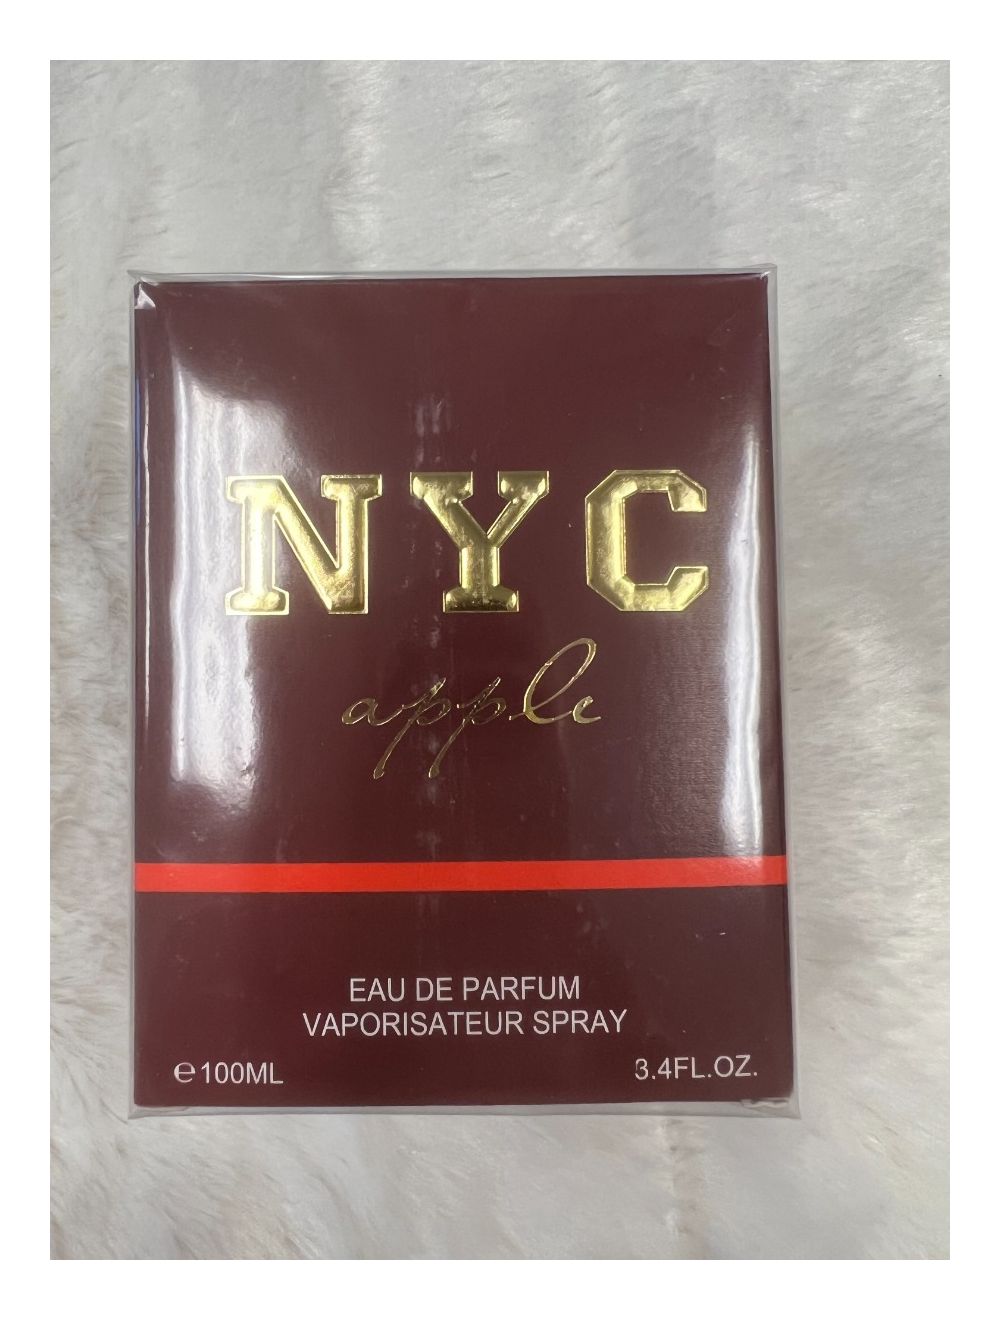 NYC
apple
EAU DE PARFUM
VAPORISATEUR SPRAY
℮100ML
3.4FL.OZ.